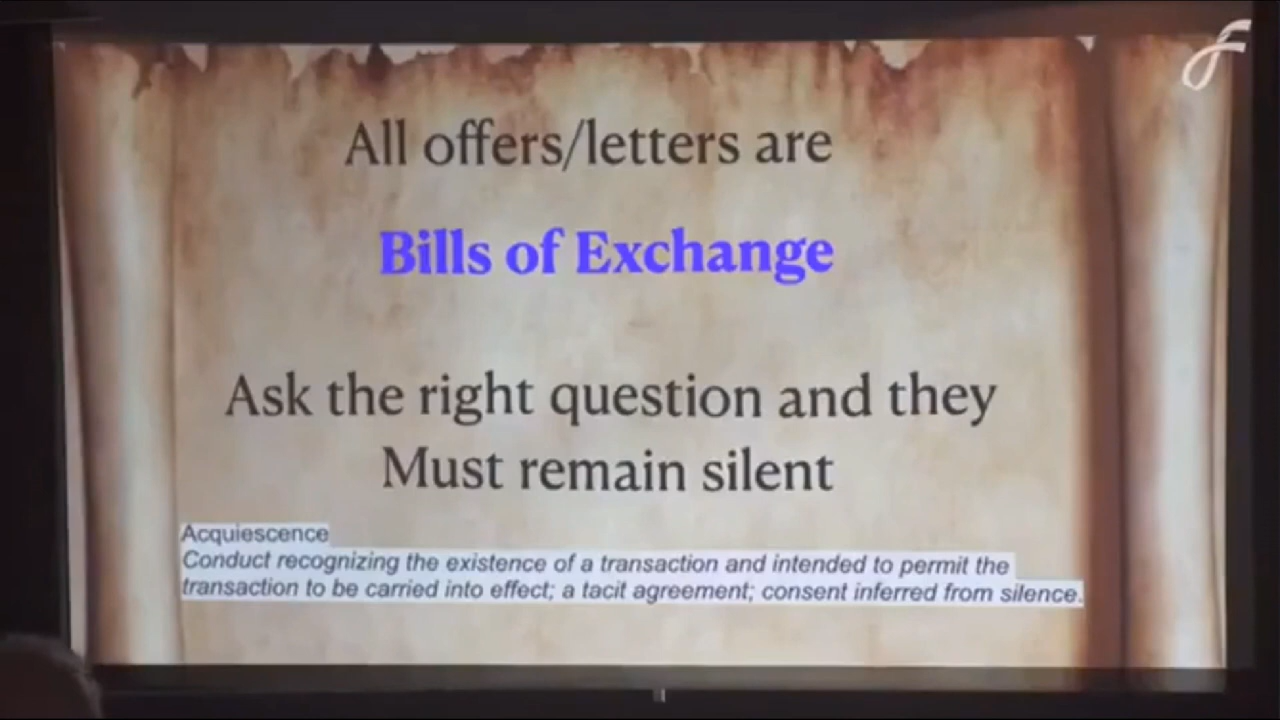 All offers/letters are
Bills of Exchange
Ask the right question and they
Must remain silent
Acquiescence
Conduct recognizing the existence of a transaction and intended to permit the
transaction to be carried into effect; a tacit agreement; consent inferred from silence.